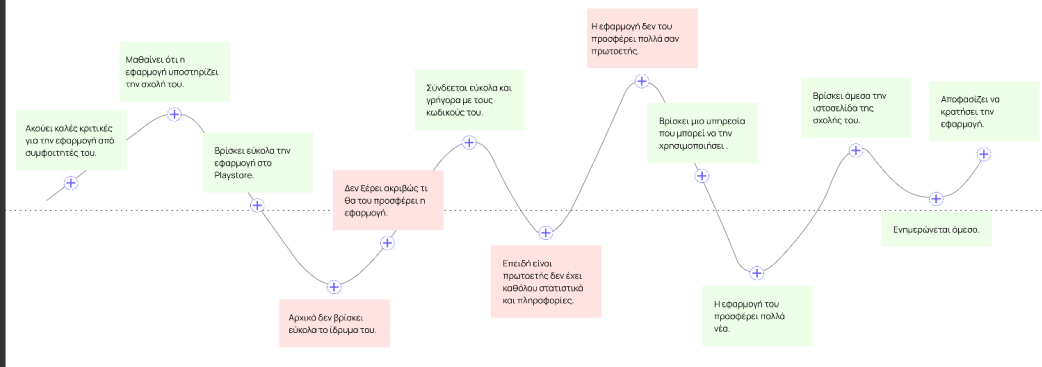 Ακούει καλές κριτικές
για την εφαρμογή από
συμφοιτητές του.
Μαθαίνει ότι η
εφαρμογή υποστηρίζει
την σχολή του.
Βρίσκει εύκολα την
εφαρμογή στο
Playstore.
Αρχικά δεν βρίσκει
εύκολα το ίδρυμα του.
Δεν ξέρει ακριβώς τι
θα του προσφέρει η
εφαρμογή.
Σύνδεεται εύκολα και
γρήγορα με τους
κωδικούς του.
Επειδή είναι
πρωτοετής δεν έχει
καθόλου στατιστικά
και πληροφορίες.
Η εφαρμογή δεν του
προσφέρει πολλά σαν
πρωτοετής.
Βρίσκει μια υπηρεσία
που μπορεί να την
χρησιμοποιήσει .
Η εφαρμογή του
προσφέρει πολλά
νέα.
Βρίσκει άμεσα την
ιστοσελίδα της
σχολής του.
Ενημερώνεται άμεσα.
Αποφασίζει να
κρατήσει την
εφαρμογή.